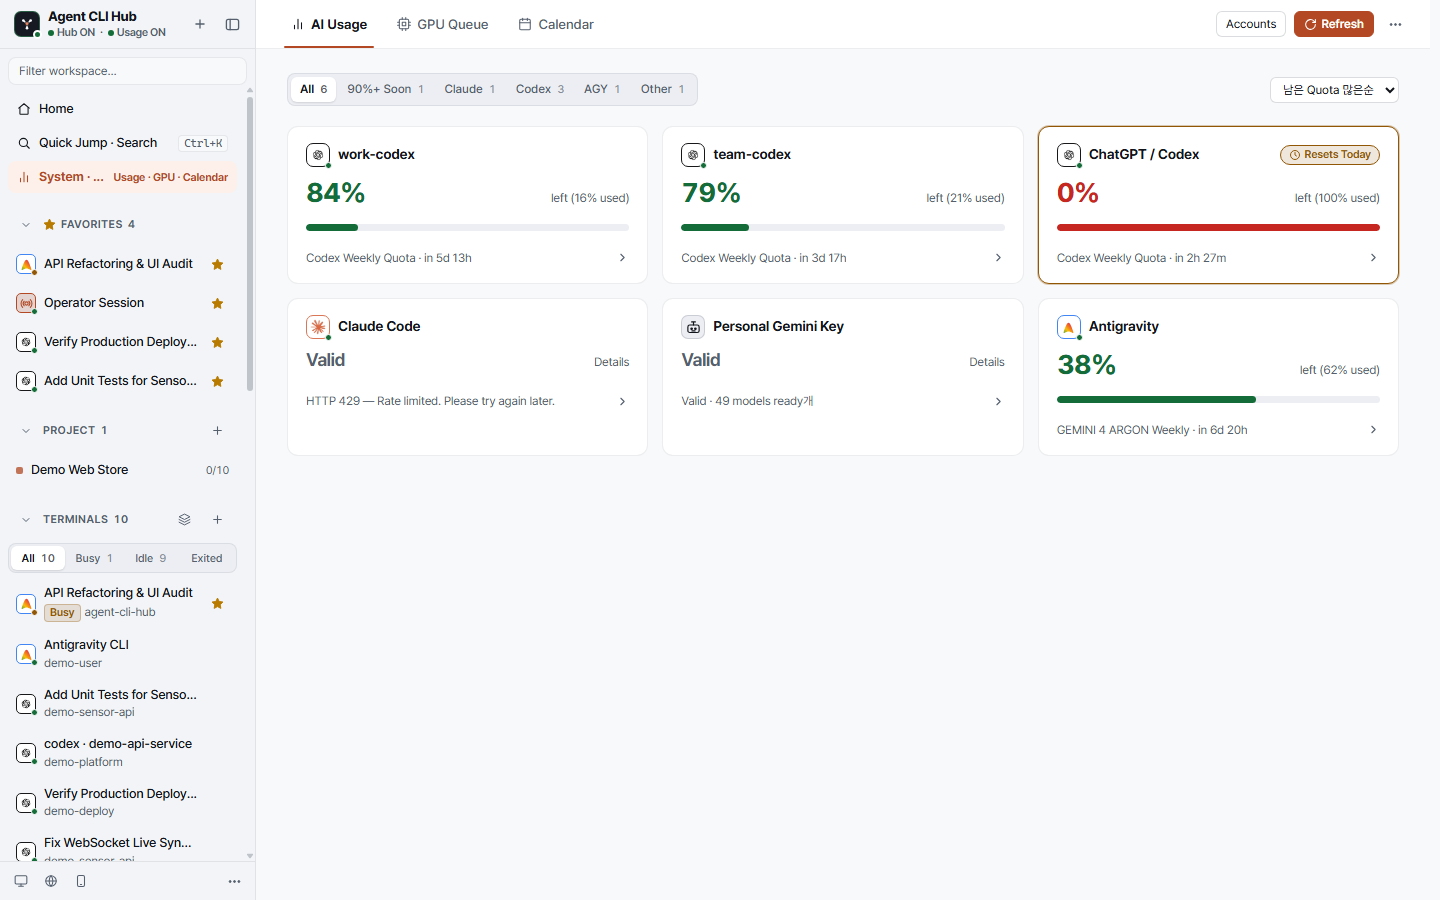 Agent CLI Hub
Hub ON · Usage ON
Filter workspace...
Home
Quick Jump · Search Ctrl+K
System · ... Usage · GPU · Calendar
FAVORITES 4
API Refactoring & UI Audit
Operator Session
Verify Production Deploy...
Add Unit Tests for Senso...
PROJECT 1
Demo Web Store 0/10
TERMINALS 10
All 10 Busy 1 Idle 9 Exited
API Refactoring & UI Audit
Busy agent-cli-hub
Antigravity CLI
demo-user
Add Unit Tests for Senso...
demo-sensor-api
codex · demo-api-service
demo-platform
Verify Production Deploy...
demo-deploy
Fix WebSocket Live Syn...
demo-sensor-api
AI Usage GPU Queue Calendar
Accounts Refresh
All 6 90%+ Soon 1 Claude 1 Codex 3 AGY 1 Other 1
남은 Quota 많은순
work-codex
84% left (16% used)
Codex Weekly Quota · in 5d 13h
team-codex
79% left (21% used)
Codex Weekly Quota · in 3d 17h
ChatGPT / Codex Resets Today
0% left (100% used)
Codex Weekly Quota · in 2h 27m
Claude Code
Valid Details
HTTP 429 — Rate limited. Please try again later.
Personal Gemini Key
Valid Details
Valid · 49 models ready개
Antigravity
38% left (62% used)
GEMINI 4 ARGON Weekly · in 6d 20h